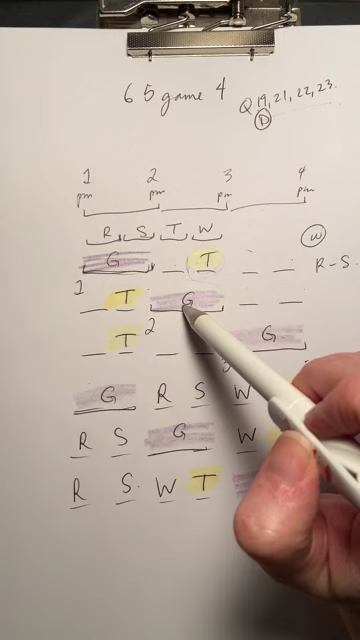 6 5 game 4
Q 19, 21, 22, 23.
D
1 2 3 4
pm pm pm pm
R S T W
W
G T
R - S
1 T G
2
T G
G R S W
R S G W
R S. W T